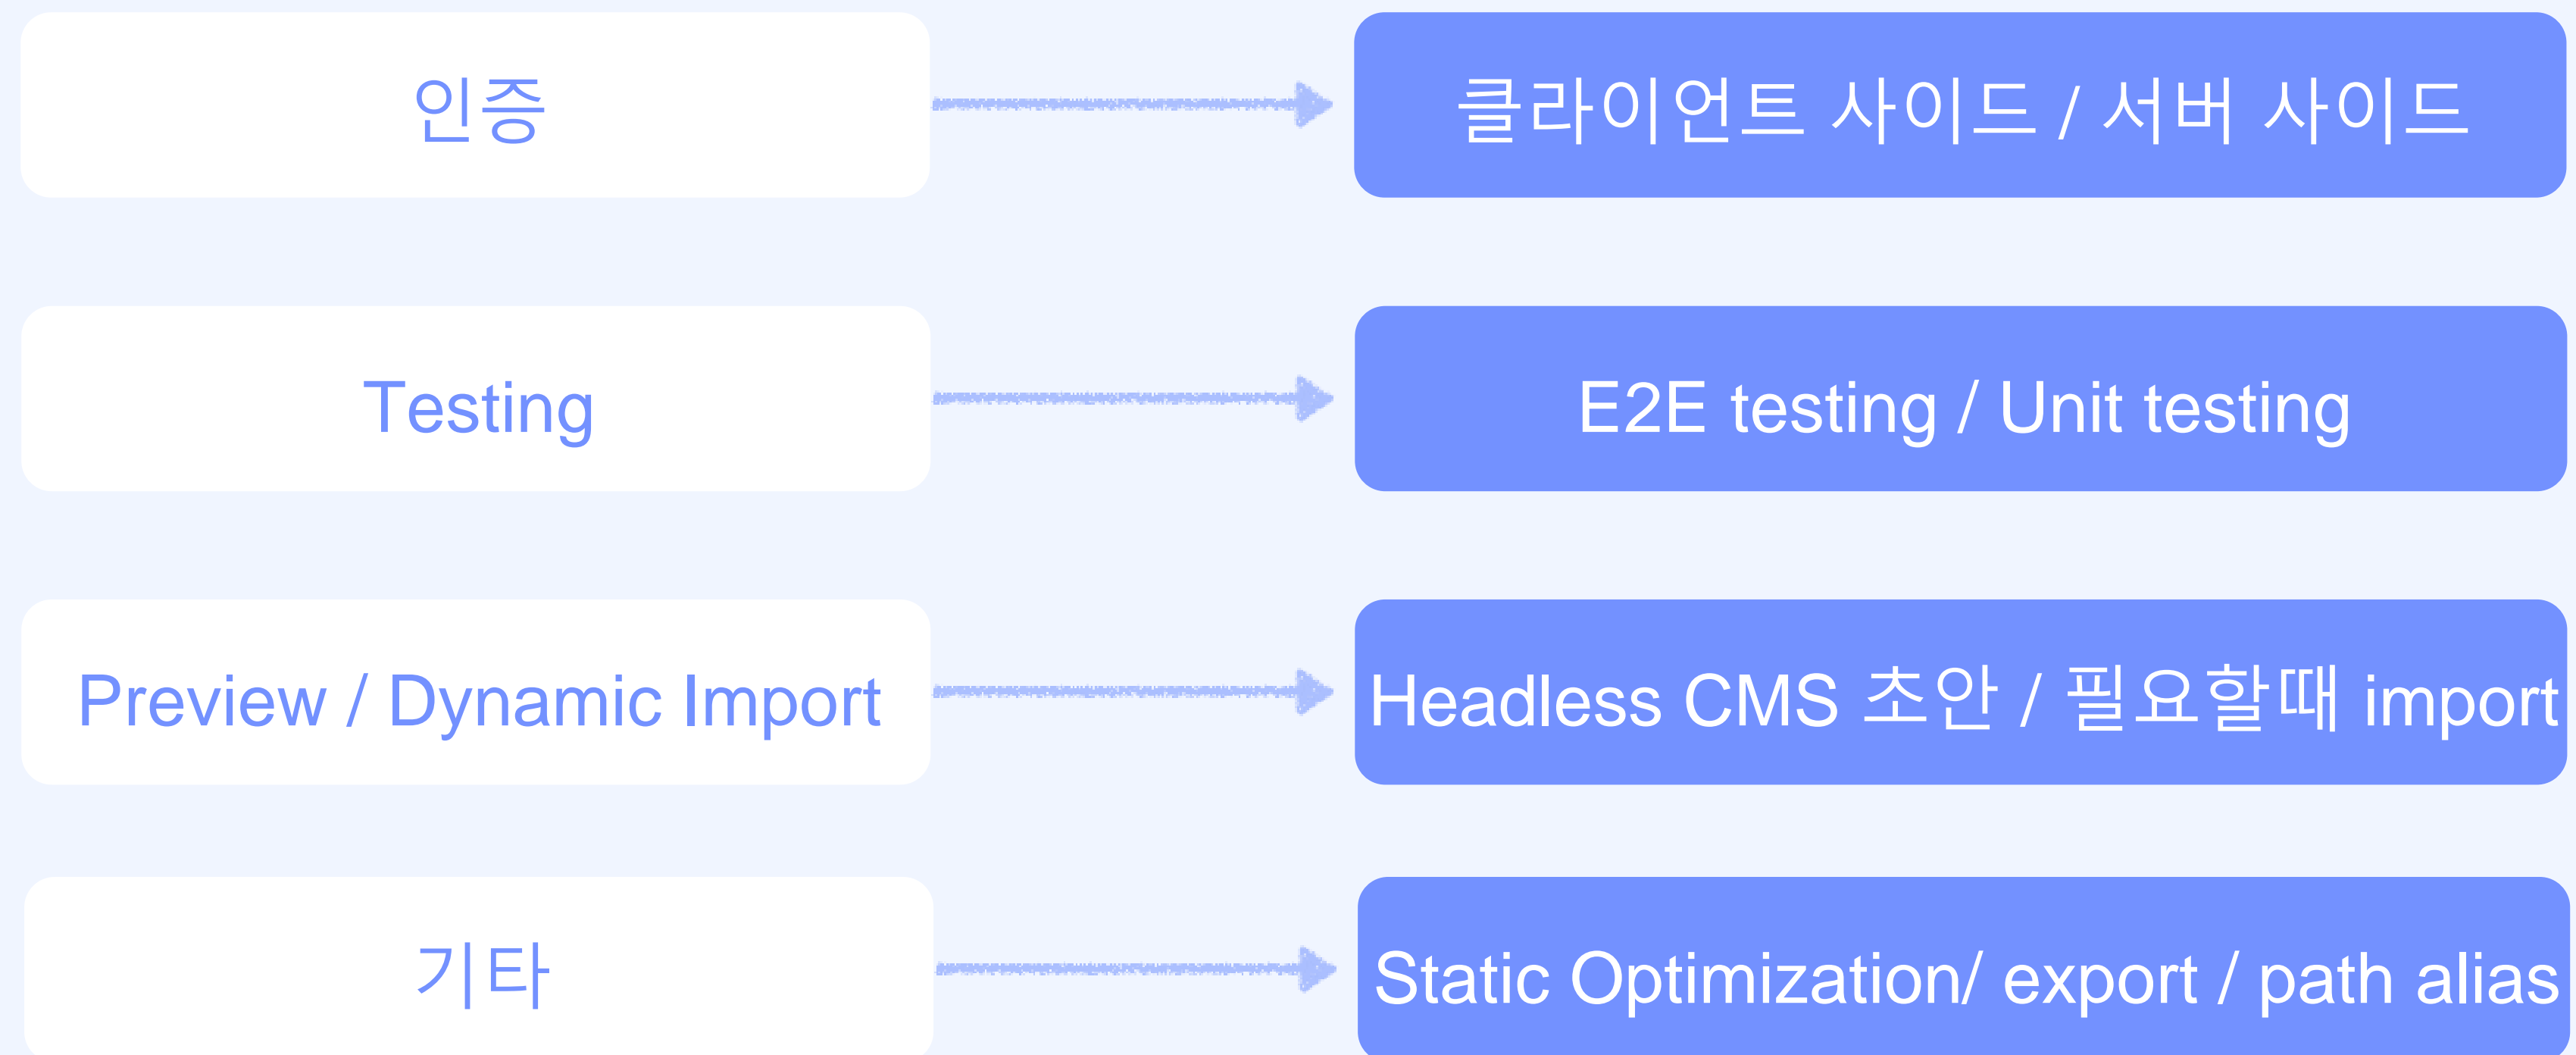 인증
클라이언트 사이드 / 서버 사이드
Testing
E2E testing / Unit testing
Preview / Dynamic Import
Headless CMS 초안 / 필요할때 import
기타
Static Optimization/ export / path alias